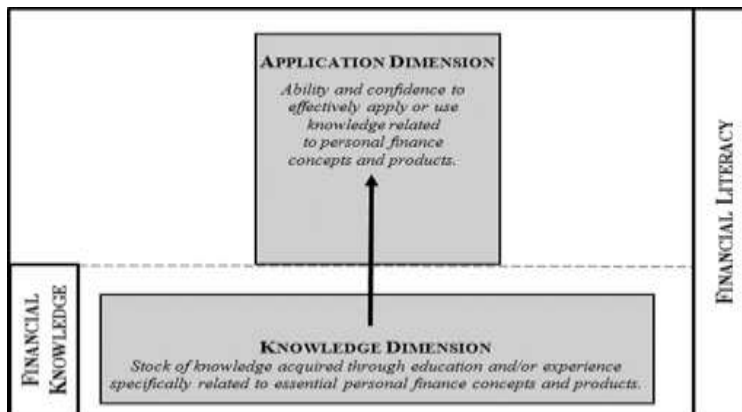 APPLICATION DIMENSION
Ability and confidence to
effectively apply or use
knowledge related
to personal finance
concepts and products.
FINANCIAL LITERACY
FINANCIAL
KNOWLEDGE
KNOWLEDGE DIMENSION
Stock of knowledge acquired through education and/or experience
specifically related to essential personal finance concepts and products.